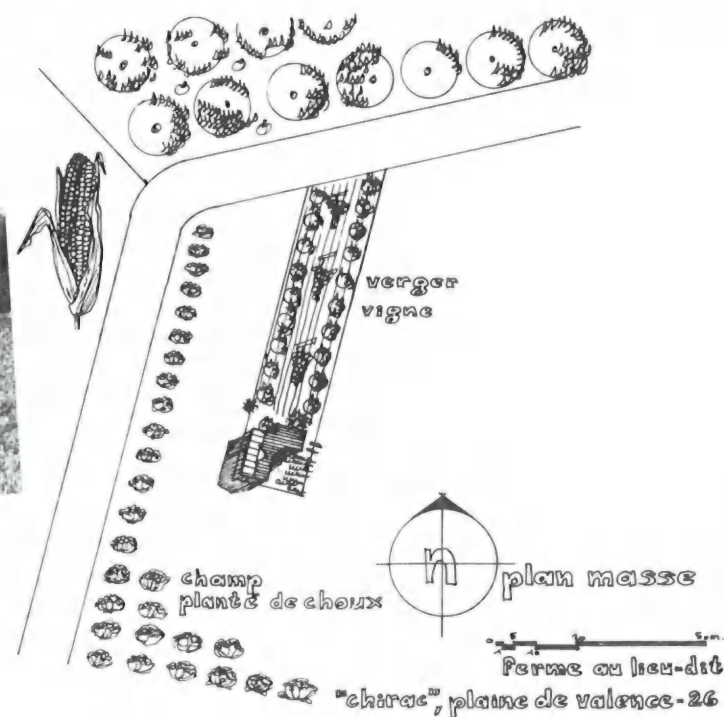 verger
vigne
champ
planté de choux
n
plan masse
ferme au lieu-dit
"chirac", plaine de valence-26